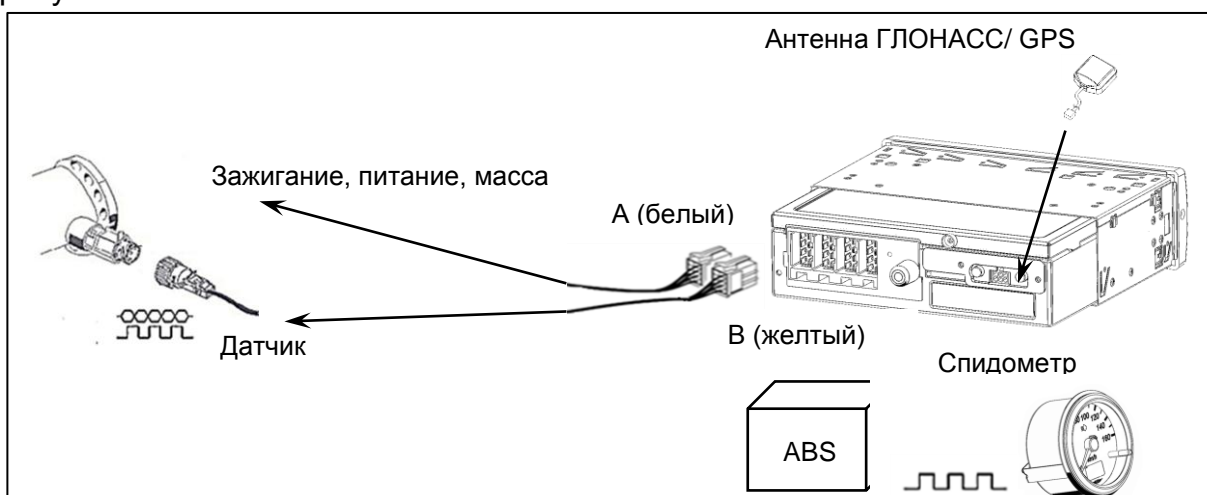 Антенна ГЛОНАСС/ GPS
Зажигание, питание, масса
А (белый)
Датчик
В (желтый)
Спидометр
ABS